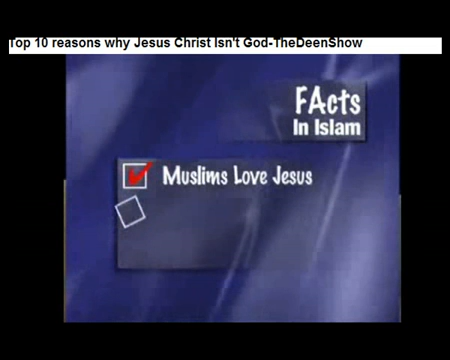 Top 10 reasons why Jesus Christ Isn't God-TheDeenShow
FActs
In Islam
Muslims Love Jesus